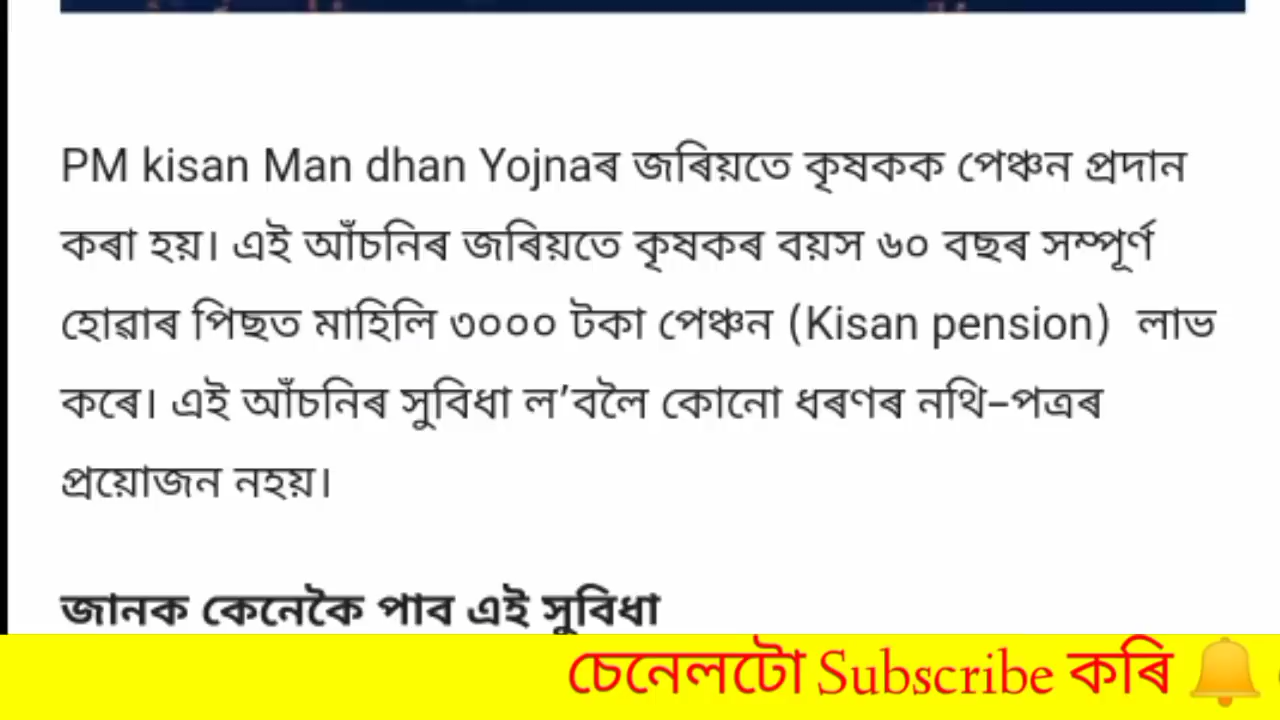 PM kisan Man dhan Yojnaৰ জৰিয়তে কৃষকক পেঞ্চন প্ৰদান
কৰা হয়। এই আঁচনিৰ জৰিয়তে কৃষকৰ বয়স ৬০ বছৰ সম্পূৰ্ণ
হোৱাৰ পিছত মাহিলি ৩০০০ টকা পেঞ্চন (Kisan pension) লাভ
কৰে। এই আঁচনিৰ সুবিধা ল’বলৈ কোনো ধৰণৰ নথি–পত্ৰৰ
প্ৰয়োজন নহয়।
জানক কেনেকৈ পাব এই সুবিধা
চেনেলটো Subscribe কৰি